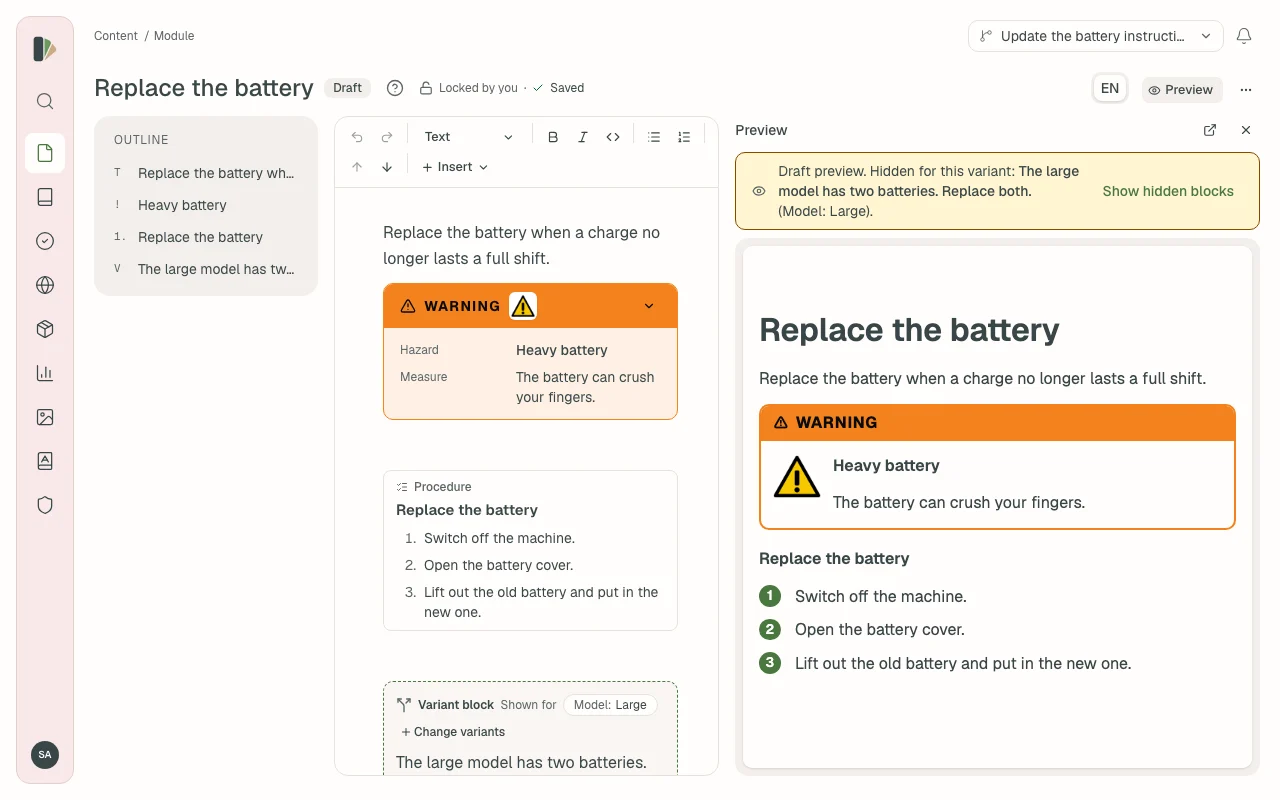 Content / Module
Update the battery instructi...
Replace the battery
Draft
Locked by you · Saved
EN
Preview
OUTLINE
T Replace the battery wh...
! Heavy battery
1. Replace the battery
V The large model has tw...
Text
B I
Insert
Replace the battery when a charge no
longer lasts a full shift.
WARNING
Hazard Heavy battery
Measure The battery can crush
your fingers.
Procedure
Replace the battery
1. Switch off the machine.
2. Open the battery cover.
3. Lift out the old battery and put in the
new one.
Variant block Shown for Model: Large
+ Change variants
The large model has two batteries.
Preview
Draft preview. Hidden for this variant: The large
model has two batteries. Replace both.
(Model: Large).
Show hidden blocks
Replace the battery
Replace the battery when a charge no longer lasts a full shift.
WARNING
Heavy battery
The battery can crush your fingers.
Replace the battery
1 Switch off the machine.
2 Open the battery cover.
3 Lift out the old battery and put in the new one.
SA